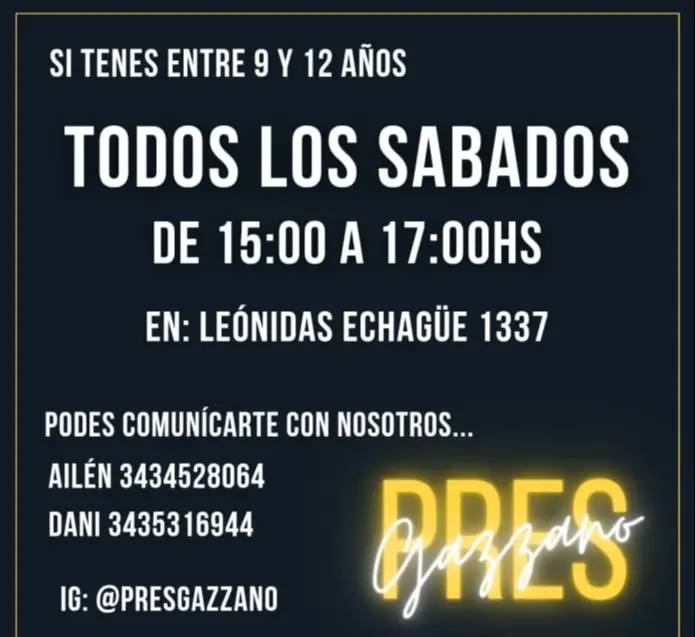 SI TENES ENTRE 9 Y 12 AÑOS
TODOS LOS SABADOS
DE 15:00 A 17:00HS
EN: LEÓNIDAS ECHAGÜE 1337
PODES COMUNÍCARTE CON NOSOTROS...
AILÉN 3434528064
DANI 3435316944
IG: @PRESGAZZANO
PRES
Gazzano